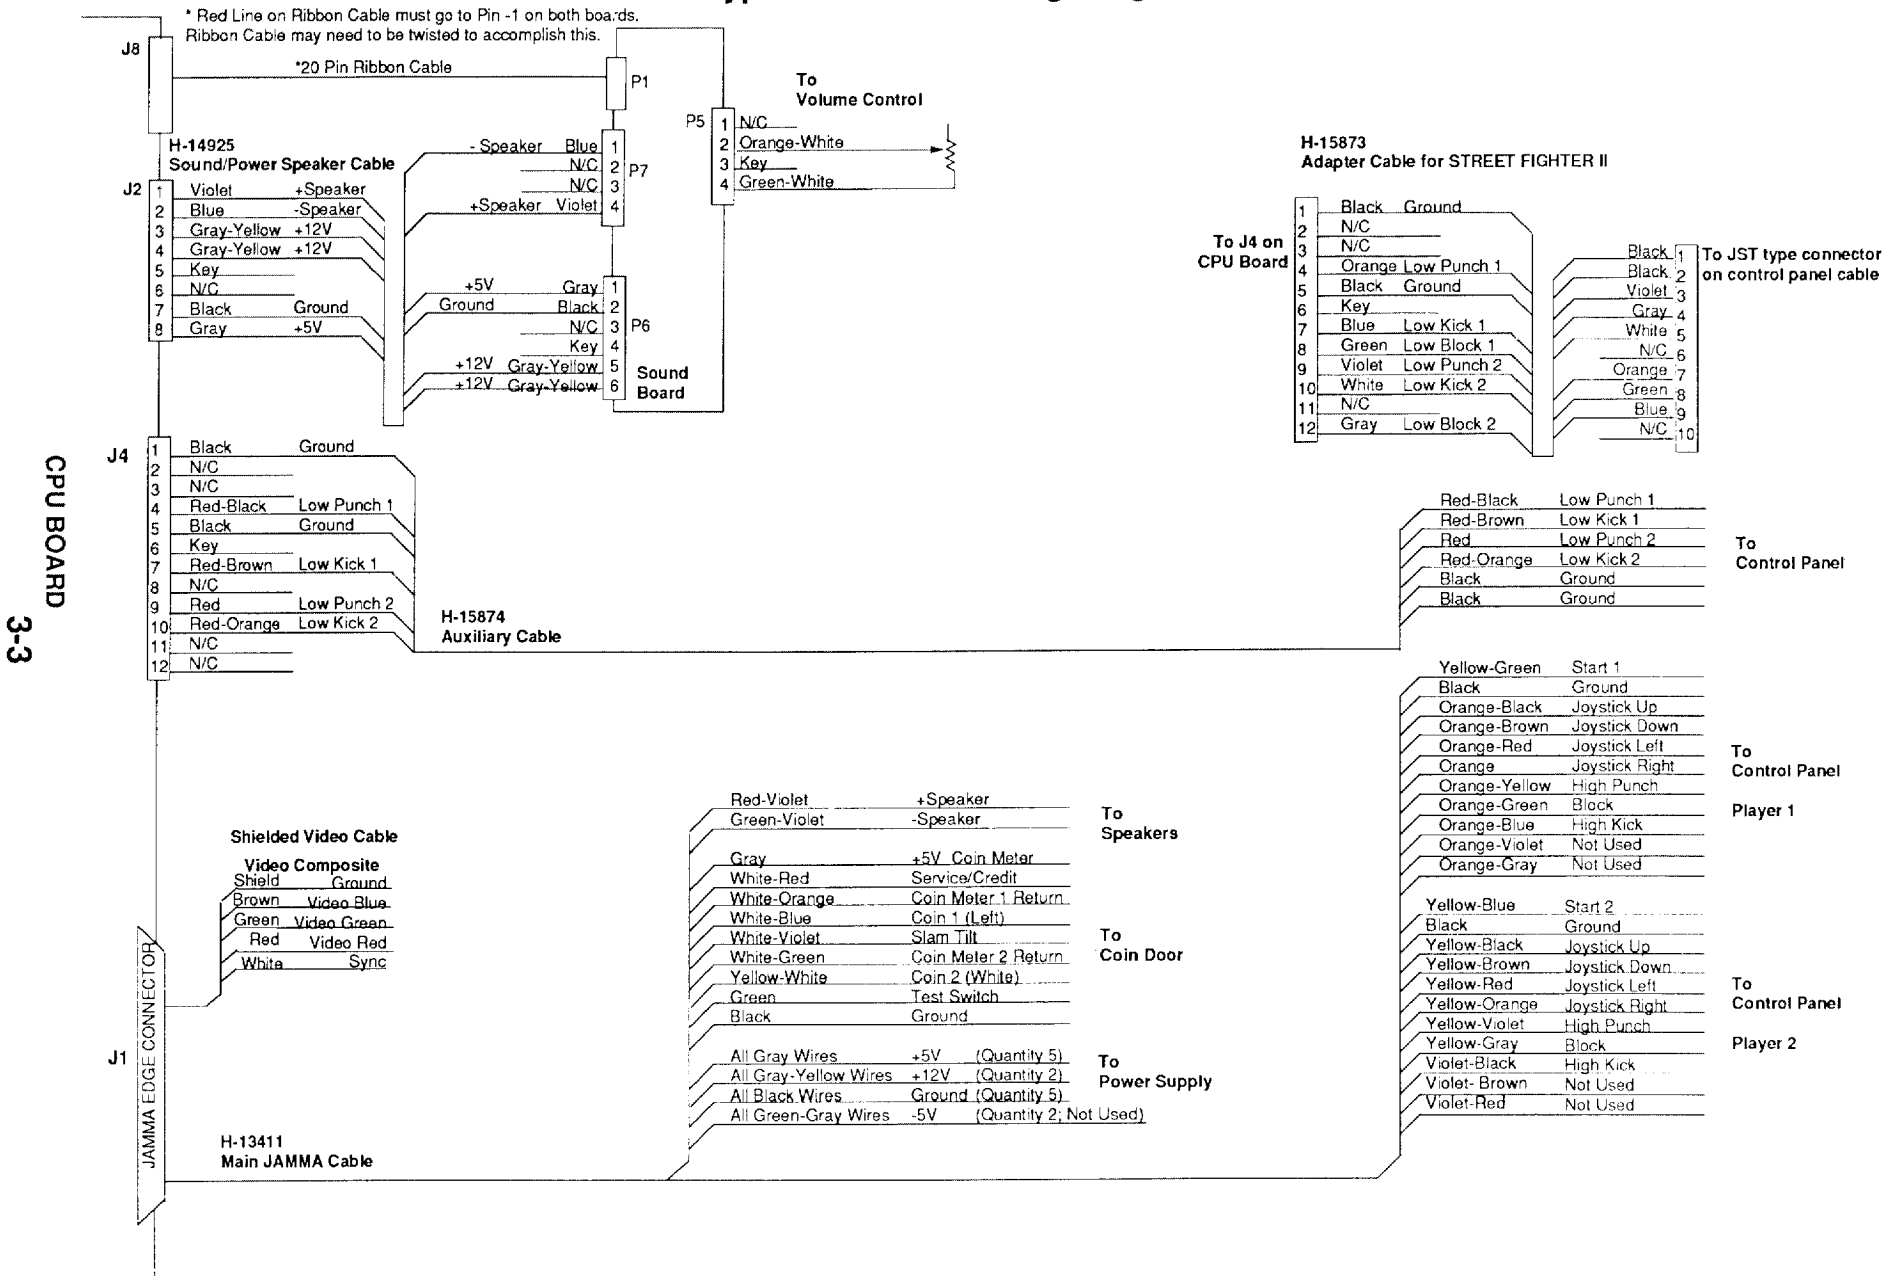 * Red Line on Ribbon Cable must go to Pin -1 on both boards.
Ribbon Cable may need to be twisted to accomplish this.
J8
*20 Pin Ribbon Cable
P1
To
Volume Control
P5
1 N/C
2 Orange-White
3 Key
4 Green-White
H-14925
Sound/Power Speaker Cable
J2
1 Violet +Speaker
2 Blue -Speaker
3 Gray-Yellow +12V
4 Gray-Yellow +12V
5 Key
6 N/C
7 Black Ground
8 Gray +5V
- Speaker Blue 1
N/C 2
N/C 3
+Speaker Violet 4
P7
+5V Gray 1
Ground Black 2
N/C 3
Key 4
+12V Gray-Yellow 5
+12V Gray-Yellow 6
P6
Sound
Board
H-15873
Adapter Cable for STREET FIGHTER II
To J4 on
CPU Board
1 Black Ground
2 N/C
3 N/C
4 Orange Low Punch 1
5 Black Ground
6 Key
7 Blue Low Kick 1
8 Green Low Block 1
9 Violet Low Punch 2
10 White Low Kick 2
11 N/C
12 Gray Low Block 2
Black 1
Black 2
Violet 3
Gray 4
White 5
N/C 6
Orange 7
Green 8
Blue 9
N/C 10
To JST type connector
on control panel cable
J4
1 Black Ground
2 N/C
3 N/C
4 Red-Black Low Punch 1
5 Black Ground
6 Key
7 Red-Brown Low Kick 1
8 N/C
9 Red Low Punch 2
10 Red-Orange Low Kick 2
11 N/C
12 N/C
CPU BOARD
3-3
H-15874
Auxiliary Cable
Red-Black Low Punch 1
Red-Brown Low Kick 1
Red Low Punch 2
Red-Orange Low Kick 2
Black Ground
Black Ground
To
Control Panel
Yellow-Green Start 1
Black Ground
Orange-Black Joystick Up
Orange-Brown Joystick Down
Orange-Red Joystick Left
Orange Joystick Right
Orange-Yellow High Punch
Orange-Green Block
Orange-Blue High Kick
Orange-Violet Not Used
Orange-Gray Not Used
To
Control Panel
Player 1
Yellow-Blue Start 2
Black Ground
Yellow-Black Joystick Up
Yellow-Brown Joystick Down
Yellow-Red Joystick Left
Yellow-Orange Joystick Right
Yellow-Violet High Punch
Yellow-Gray Block
Violet-Black High Kick
Violet- Brown Not Used
Violet-Red Not Used
To
Control Panel
Player 2
Red-Violet +Speaker
Green-Violet -Speaker
To
Speakers
Gray +5V Coin Meter
White-Red Service/Credit
White-Orange Coin Meter 1 Return
White-Blue Coin 1 (Left)
White-Violet Slam Tilt
White-Green Coin Meter 2 Return
Yellow-White Coin 2 (White)
Green Test Switch
Black Ground
To
Coin Door
All Gray Wires +5V (Quantity 5)
All Gray-Yellow Wires +12V (Quantity 2)
All Black Wires Ground (Quantity 5)
All Green-Gray Wires -5V (Quantity 2; Not Used)
To
Power Supply
Shielded Video Cable
Video Composite
Shield Ground
Brown Video Blue
Green Video Green
Red Video Red
White Sync
J1
JAMMA EDGE CONNECTOR
H-13411
Main JAMMA Cable